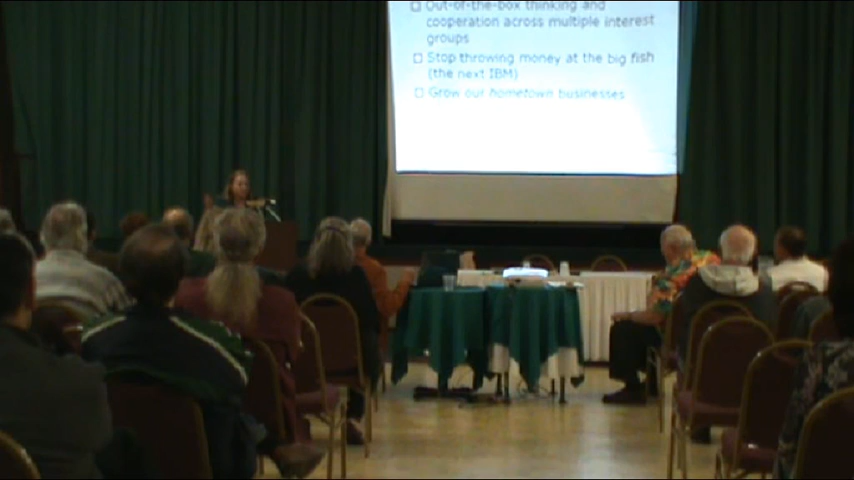 □ Out-of-the-box thinking and
cooperation across multiple interest
groups
□ Stop throwing money at the big fish
(the next IBM)
□ Grow our hometown businesses